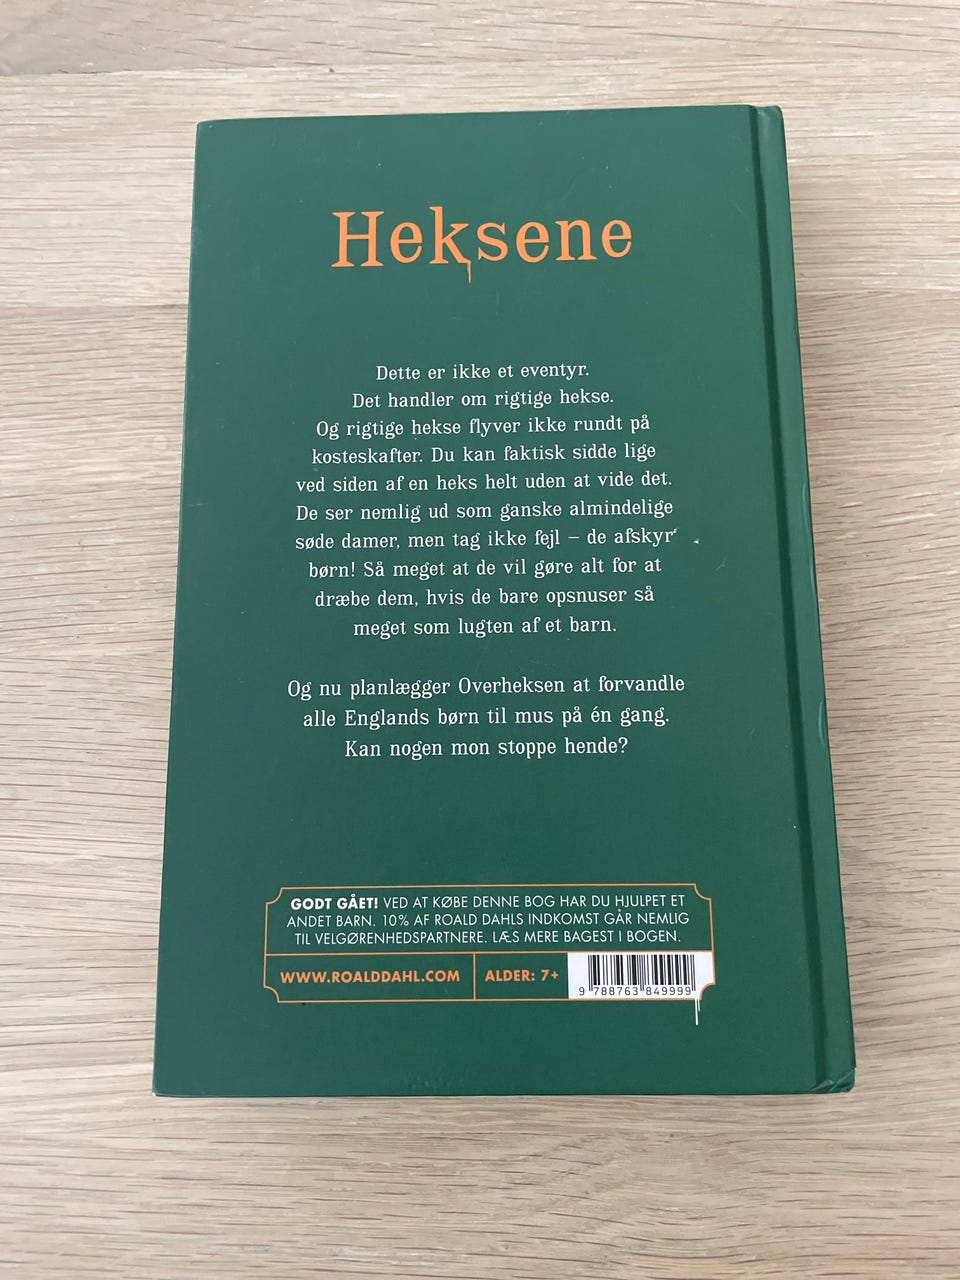 Heksene
Dette er ikke et eventyr.
Det handler om rigtige hekse.
Og rigtige hekse flyver ikke rundt på
kosteskafter. Du kan faktisk sidde lige
ved siden af en heks helt uden at vide det.
De ser nemlig ud som ganske almindelige
søde damer, men tag ikke fejl – de afskyr
børn! Så meget at de vil gøre alt for at
dræbe dem, hvis de bare opsnuser så
meget som lugten af et barn.
Og nu planlægger Overheksen at forvandle
alle Englands børn til mus på én gang.
Kan nogen mon stoppe hende?
GODT GÅET! VED AT KØBE DENNE BOG HAR DU HJULPET ET
ANDET BARN. 10% AF ROALD DAHLS INDKOMST GÅR NEMLIG
TIL VELGØRENHEDSPARTNERE. LÆS MERE BAGEST I BOGEN.
WWW.ROALDDAHL.COM
ALDER: 7+
9 788763 849999